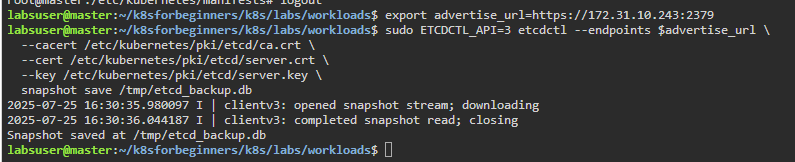 root@master:/etc/kubernetes/manifests# logout
labsuser@master:~/k8sforbeginners/k8s/labs/workloads$ export advertise_url=https://172.31.10.243:2379
labsuser@master:~/k8sforbeginners/k8s/labs/workloads$ sudo ETCDCTL_API=3 etcdctl --endpoints $advertise_url \
  --cacert /etc/kubernetes/pki/etcd/ca.crt \
  --cert /etc/kubernetes/pki/etcd/server.crt \
  --key /etc/kubernetes/pki/etcd/server.key \
  snapshot save /tmp/etcd_backup.db
2025-07-25 16:30:35.980097 I | clientv3: opened snapshot stream; downloading
2025-07-25 16:30:36.044187 I | clientv3: completed snapshot read; closing
Snapshot saved at /tmp/etcd_backup.db
labsuser@master:~/k8sforbeginners/k8s/labs/workloads$